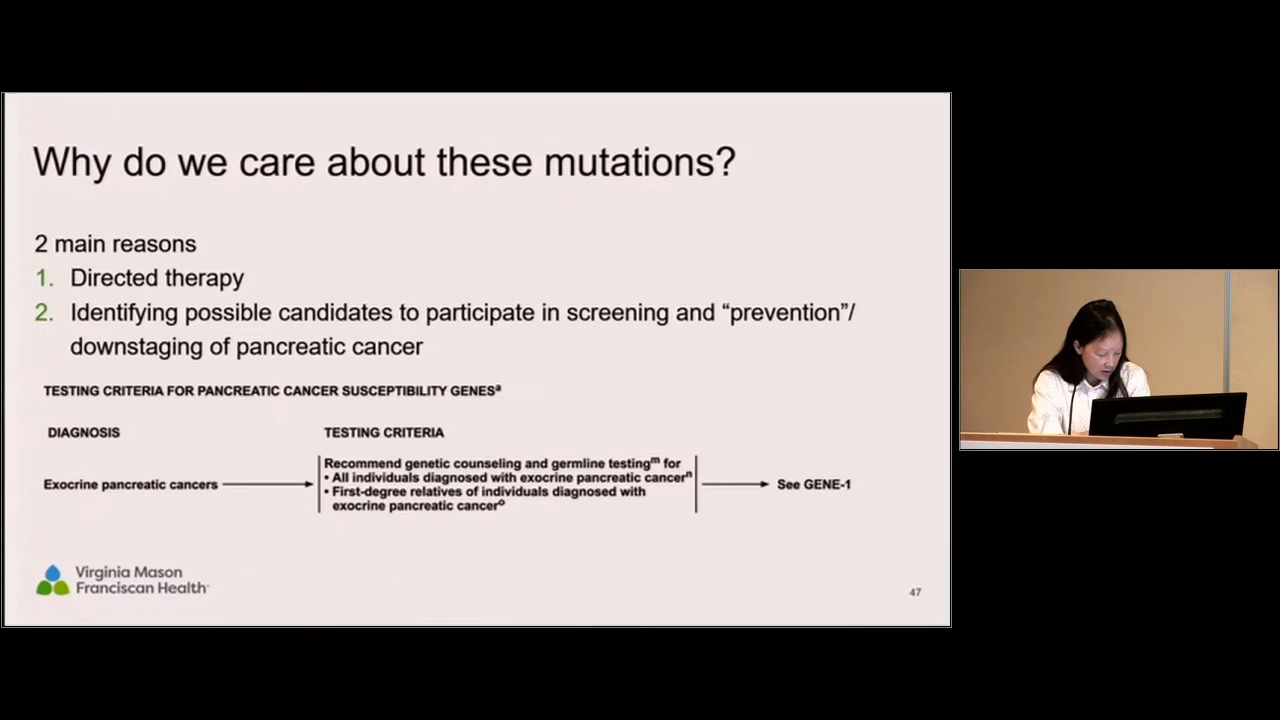 Why do we care about these mutations?
2 main reasons
1. Directed therapy
2. Identifying possible candidates to participate in screening and “prevention”/
downstaging of pancreatic cancer
TESTING CRITERIA FOR PANCREATIC CANCER SUSCEPTIBILITY GENESᵃ
DIAGNOSIS
TESTING CRITERIA
Exocrine pancreatic cancers
Recommend genetic counseling and germline testingᵐ for
• All individuals diagnosed with exocrine pancreatic cancerⁿ
• First-degree relatives of individuals diagnosed with
exocrine pancreatic cancerᵒ
See GENE-1
Virginia Mason
Franciscan Health
47